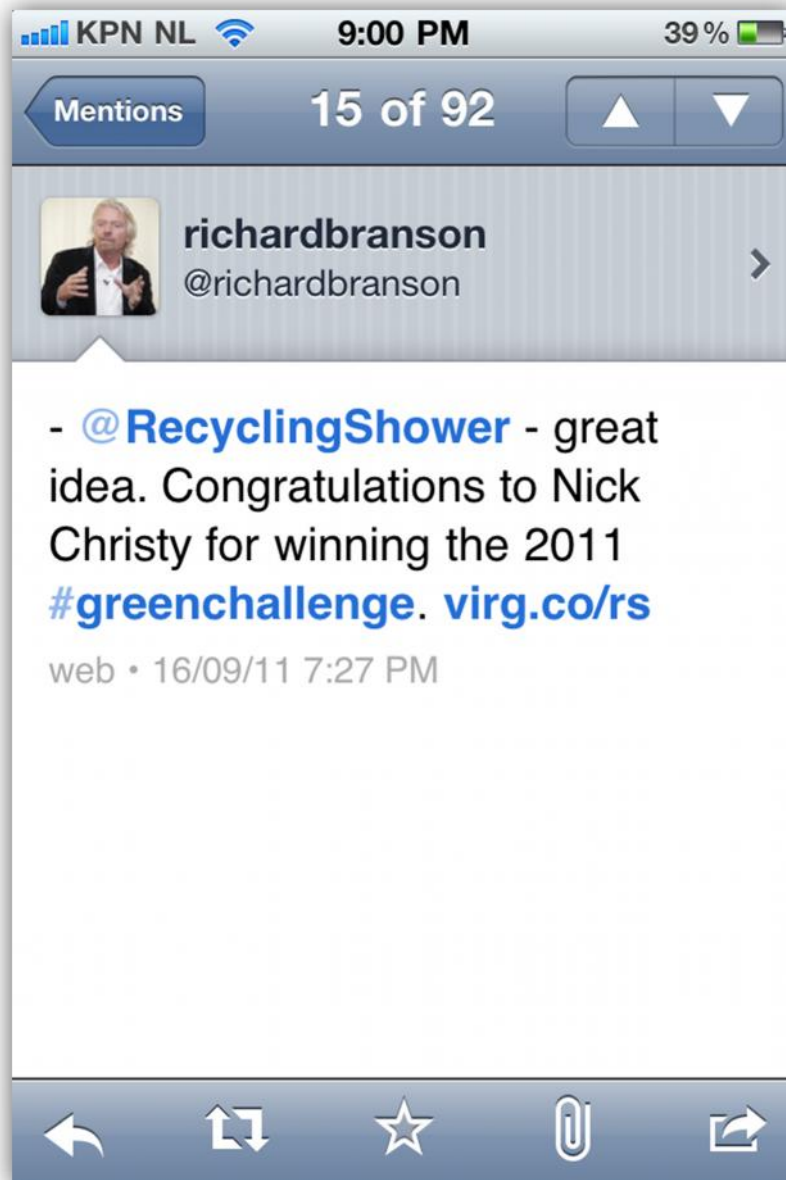 KPN NL 9:00 PM 39%
Mentions 15 of 92
richardbranson
@richardbranson
- @RecyclingShower - great
idea. Congratulations to Nick
Christy for winning the 2011
#greenchallenge. virg.co/rs
web • 16/09/11 7:27 PM